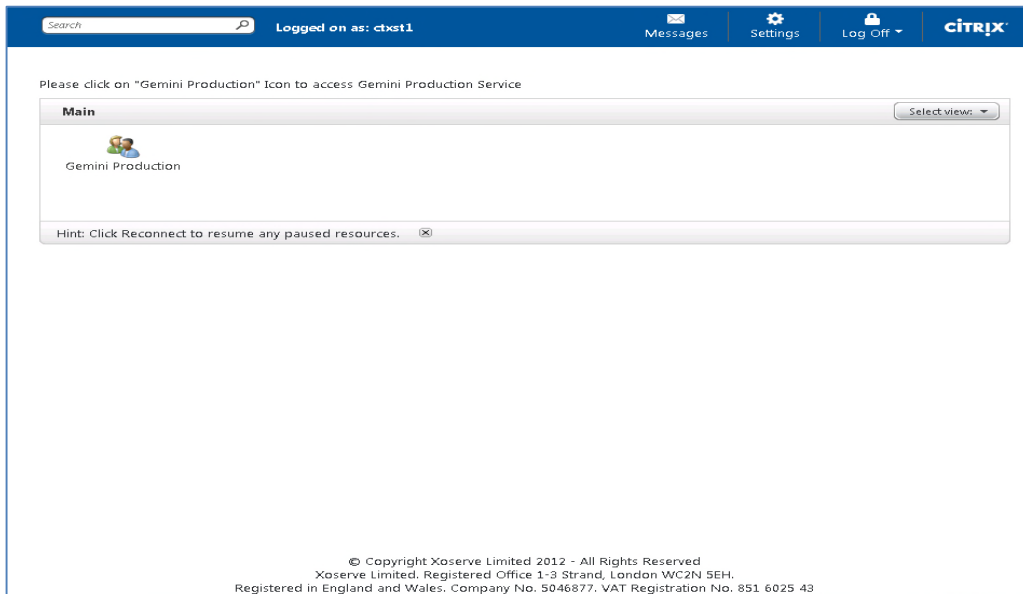 Search
Logged on as: ctxst1
Messages
Settings
Log Off
CITRIX
Please click on "Gemini Production" Icon to access Gemini Production Service
Main
Select view:
Gemini Production
Hint: Click Reconnect to resume any paused resources.
© Copyright Xoserve Limited 2012 - All Rights Reserved
Xoserve Limited. Registered Office 1-3 Strand, London WC2N 5EH.
Registered in England and Wales. Company No. 5046877. VAT Registration No. 851 6025 43